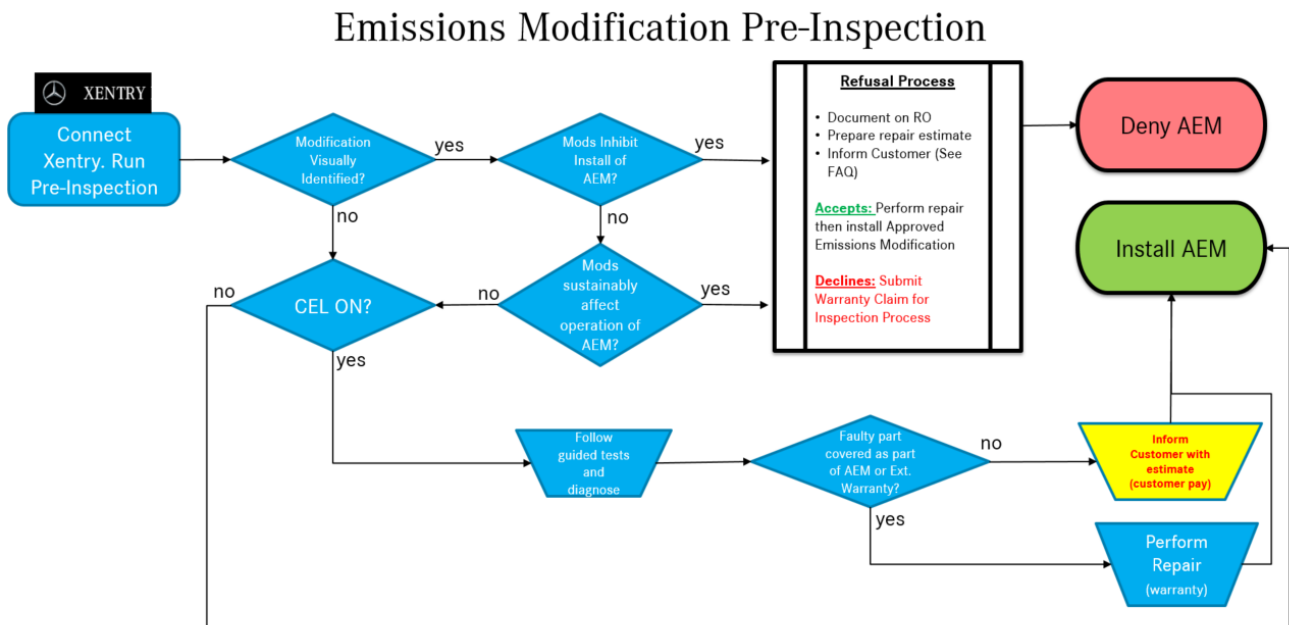 Emissions Modification Pre-Inspection
XENTRY
Connect
Xentry. Run
Pre-Inspection
Modification
Visually
Identified?
yes
Mods Inhibit
Install of
AEM?
yes
Refusal Process
• Document on RO
• Prepare repair estimate
• Inform Customer (See
FAQ)
Accepts: Perform repair
then install Approved
Emissions Modification
Declines: Submit
Warranty Claim for
Inspection Process
Deny AEM
Install AEM
no
no
no
CEL ON?
no
Mods
sustainably affect
operation of
AEM?
yes
yes
Follow
guided tests
and
diagnose
Faulty part
covered as part
of AEM or Ext.
Warranty?
no
Inform
Customer with
estimate
(customer pay)
yes
Perform
Repair
(warranty)